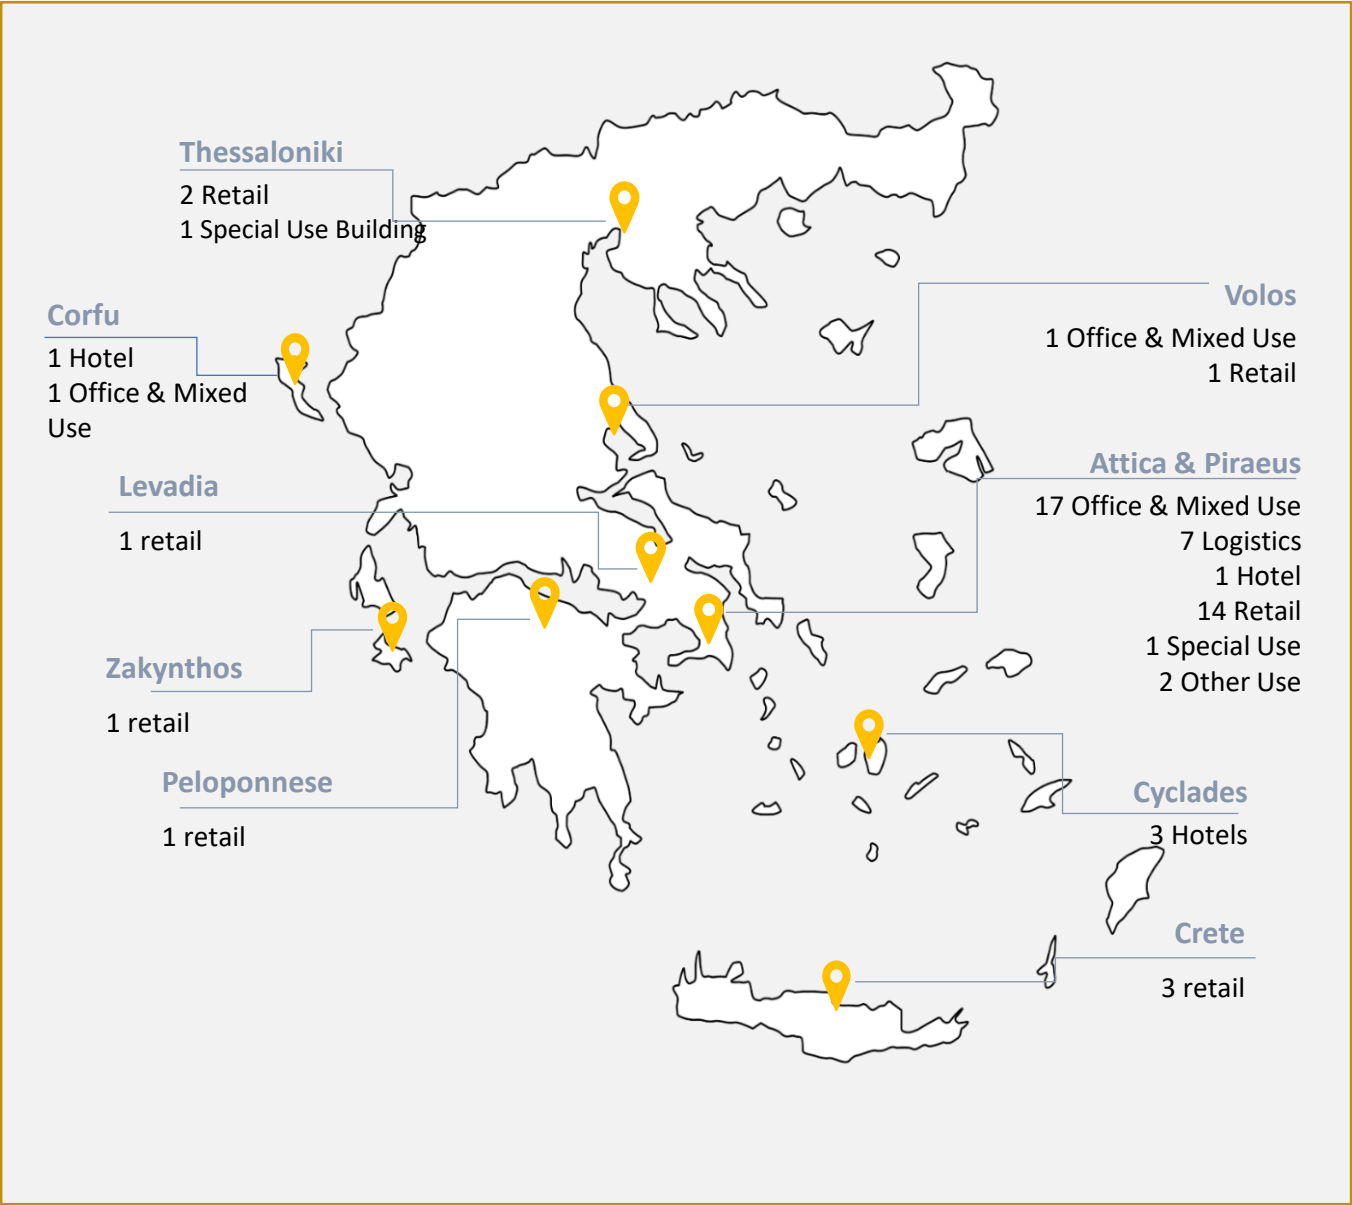 Thessaloniki
2 Retail
1 Special Use Building
Corfu
1 Hotel
1 Office & Mixed
Use
Levadia
1 retail
Zakynthos
1 retail
Peloponnese
1 retail
Volos
1 Office & Mixed Use
1 Retail
Attica & Piraeus
17 Office & Mixed Use
7 Logistics
1 Hotel
14 Retail
1 Special Use
2 Other Use
Cyclades
3 Hotels
Crete
3 retail